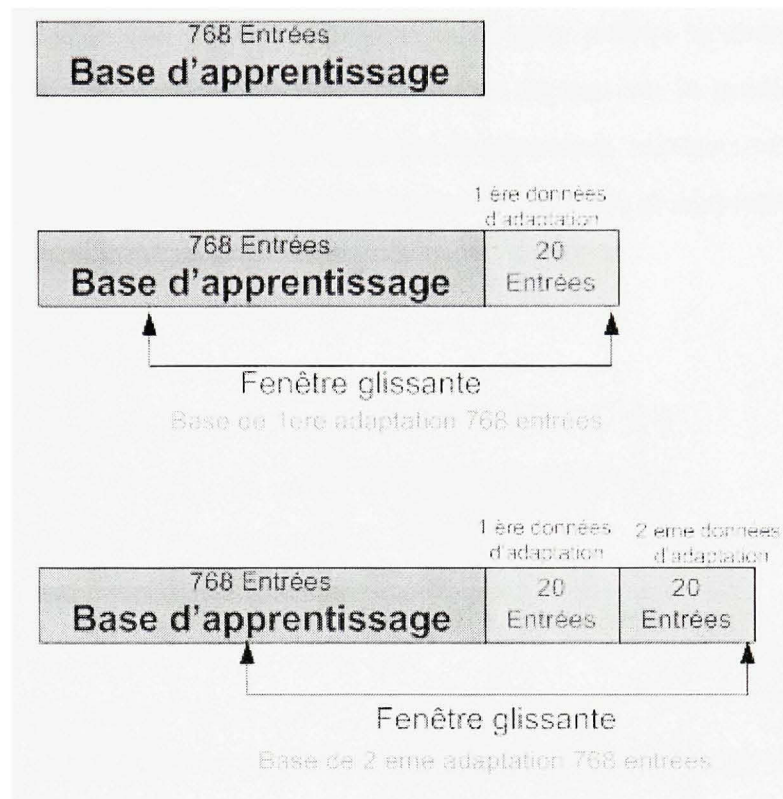 768 Entrées
Base d'apprentissage
1 ère données
d'adaptation
768 Entrées
Base d'apprentissage
20
Entrées
Fenêtre glissante
Base de 1ere adaptation 768 entrées
1 ère données
d'adaptation
2 eme donnees
d'adaptation
768 Entrées
Base d'apprentissage
20
Entrées
20
Entrées
Fenêtre glissante
Base de 2 eme adaptation 768 entrees